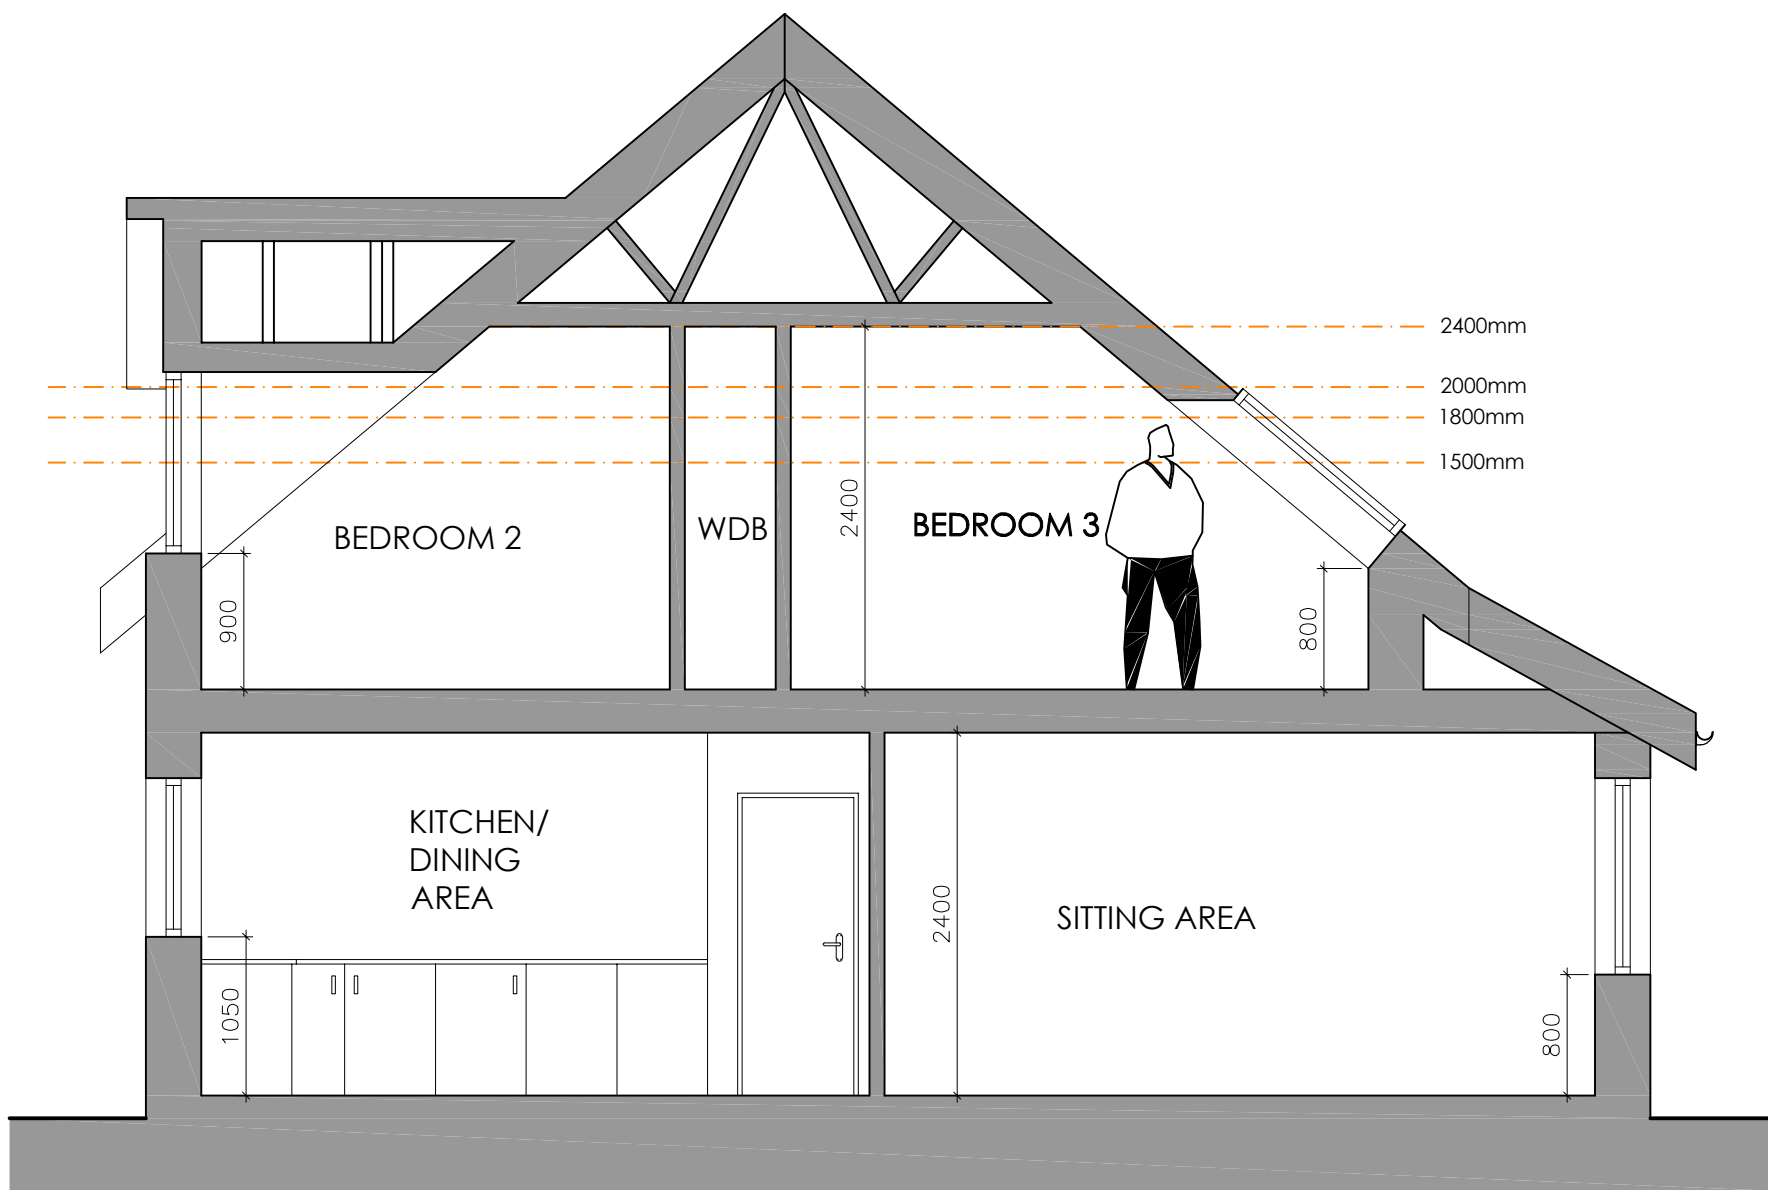 2400mm
2000mm
1800mm
1500mm
2400
BEDROOM 2
WDB
BEDROOM 3
900
800
KITCHEN/
DINING
AREA
2400
SITTING AREA
1050
800